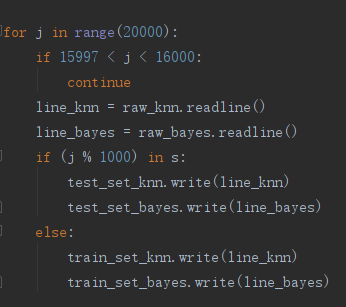 for j in range(20000):
    if 15997 < j < 16000:
        continue
    line_knn = raw_knn.readline()
    line_bayes = raw_bayes.readline()
    if (j % 1000) in s:
        test_set_knn.write(line_knn)
        test_set_bayes.write(line_bayes)
    else:
        train_set_knn.write(line_knn)
        train_set_bayes.write(line_bayes)